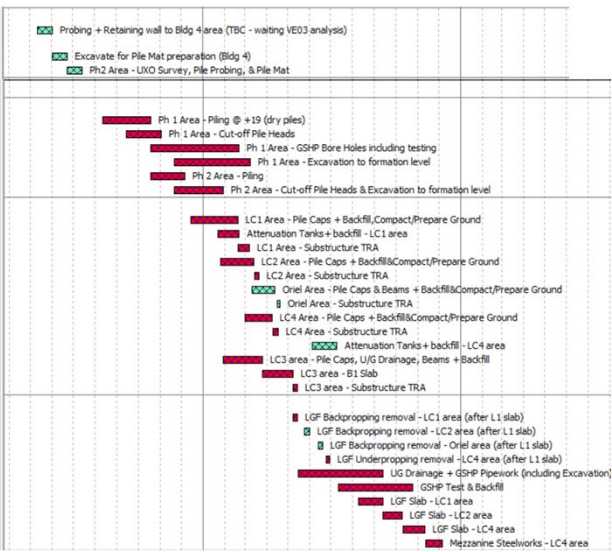 Probing + Retaining wall to Bldg 4 area (TBC - waiting VE03 analysis)
Excavate for Pile Mat preparation (Bldg 4)
Ph2 Area - UXO Survey, Pile Probing, & Pile Mat
Ph 1 Area - Piling @ +19 (dry piles)
Ph 1 Area - Cut-off Pile Heads
Ph 1 Area - GSHP Bore Holes including testing
Ph 1 Area - Excavation to formation level
Ph 2 Area - Piling
Ph 2 Area - Cut-off Pile Heads & Excavation to formation level
LC1 Area - Pile Caps + Backfill,Compact/Prepare Ground
Attenuation Tanks+ backfill - LC1 area
LC1 Area - Substructure TRA
LC2 Area - Pile Caps + Backfill&Compact/Prepare Ground
LC2 Area - Substructure TRA
Oriel Area - Pile Caps & Beams + Backfill&Compact/Prepare Ground
Oriel Area - Substructure TRA
LC4 Area - Pile Caps + Backfill&Compact/Prepare Ground
LC4 Area - Substructure TRA
Attenuation Tanks+ backfill - LC4 area
LC3 area - Pile Caps, U/G Drainage, Beams + Backfill
LC3 area - B1 Slab
LC3 area - Substructure TRA
LGF Backpropping removal - LC1 area (after L1 slab)
LGF Backpropping removal - LC2 area (after L1 slab)
LGF Backpropping removal - Oriel area (after L1 slab)
LGF Underpropping removal - LC4 area (after L1 slab)
UG Drainage + GSHP Pipework (including Excavation)
GSHP Test & Backfill
LGF Slab - LC1 area
LGF Slab - LC2 area
LGF Slab - LC4 area
Mezzanine Steelworks - LC4 area